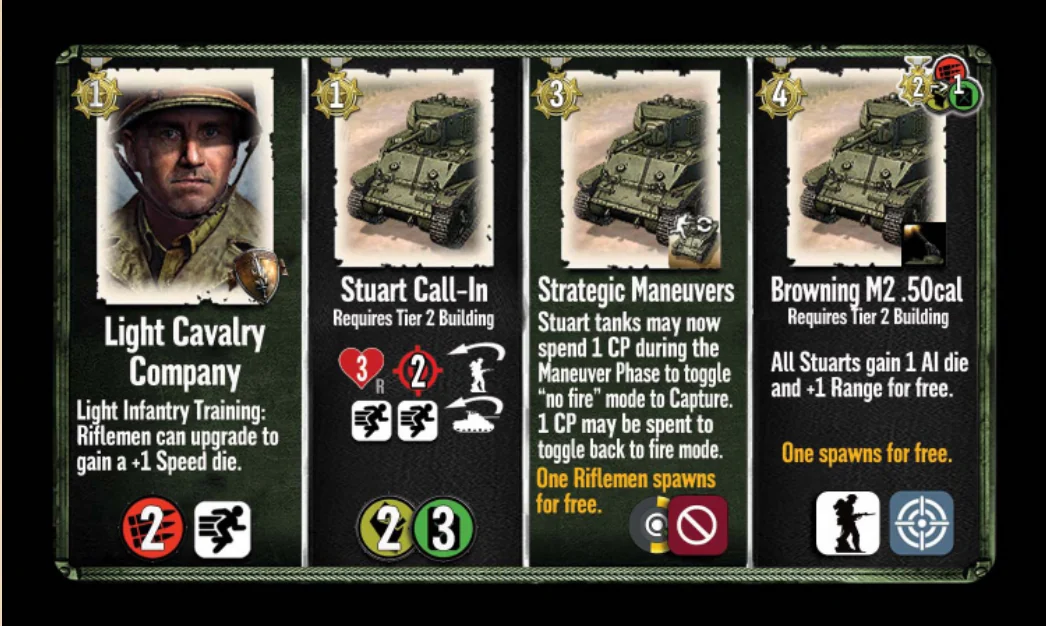 1
Light Cavalry
Company
Light Infantry Training:
Riflemen can upgrade to
gain a +1 Speed die.
2
1
Stuart Call-In
Requires Tier 2 Building
3
R
2
2
3
3
Strategic Maneuvers
Stuart tanks may now
spend 1 CP during the
Maneuver Phase to toggle
"no fire" mode to Capture.
1 CP may be spent to
toggle back to fire mode.
One Riflemen spawns
for free.
4
2->1
Browning M2 .50cal
Requires Tier 2 Building
All Stuarts gain 1 AI die
and +1 Range for free.
One spawns for free.